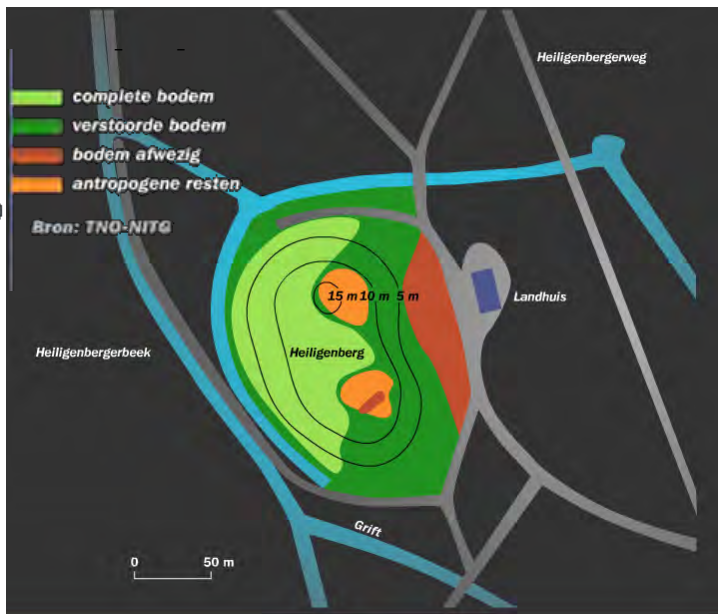 Heiligenbergerweg
complete bodem
verstoorde bodem
bodem afwezig
antropogene resten
Bron: TNO-NITG
15 m 10 m 5 m
Landhuis
Heiligenbergerbeek
Heiligenberg
Grift
0 50 m